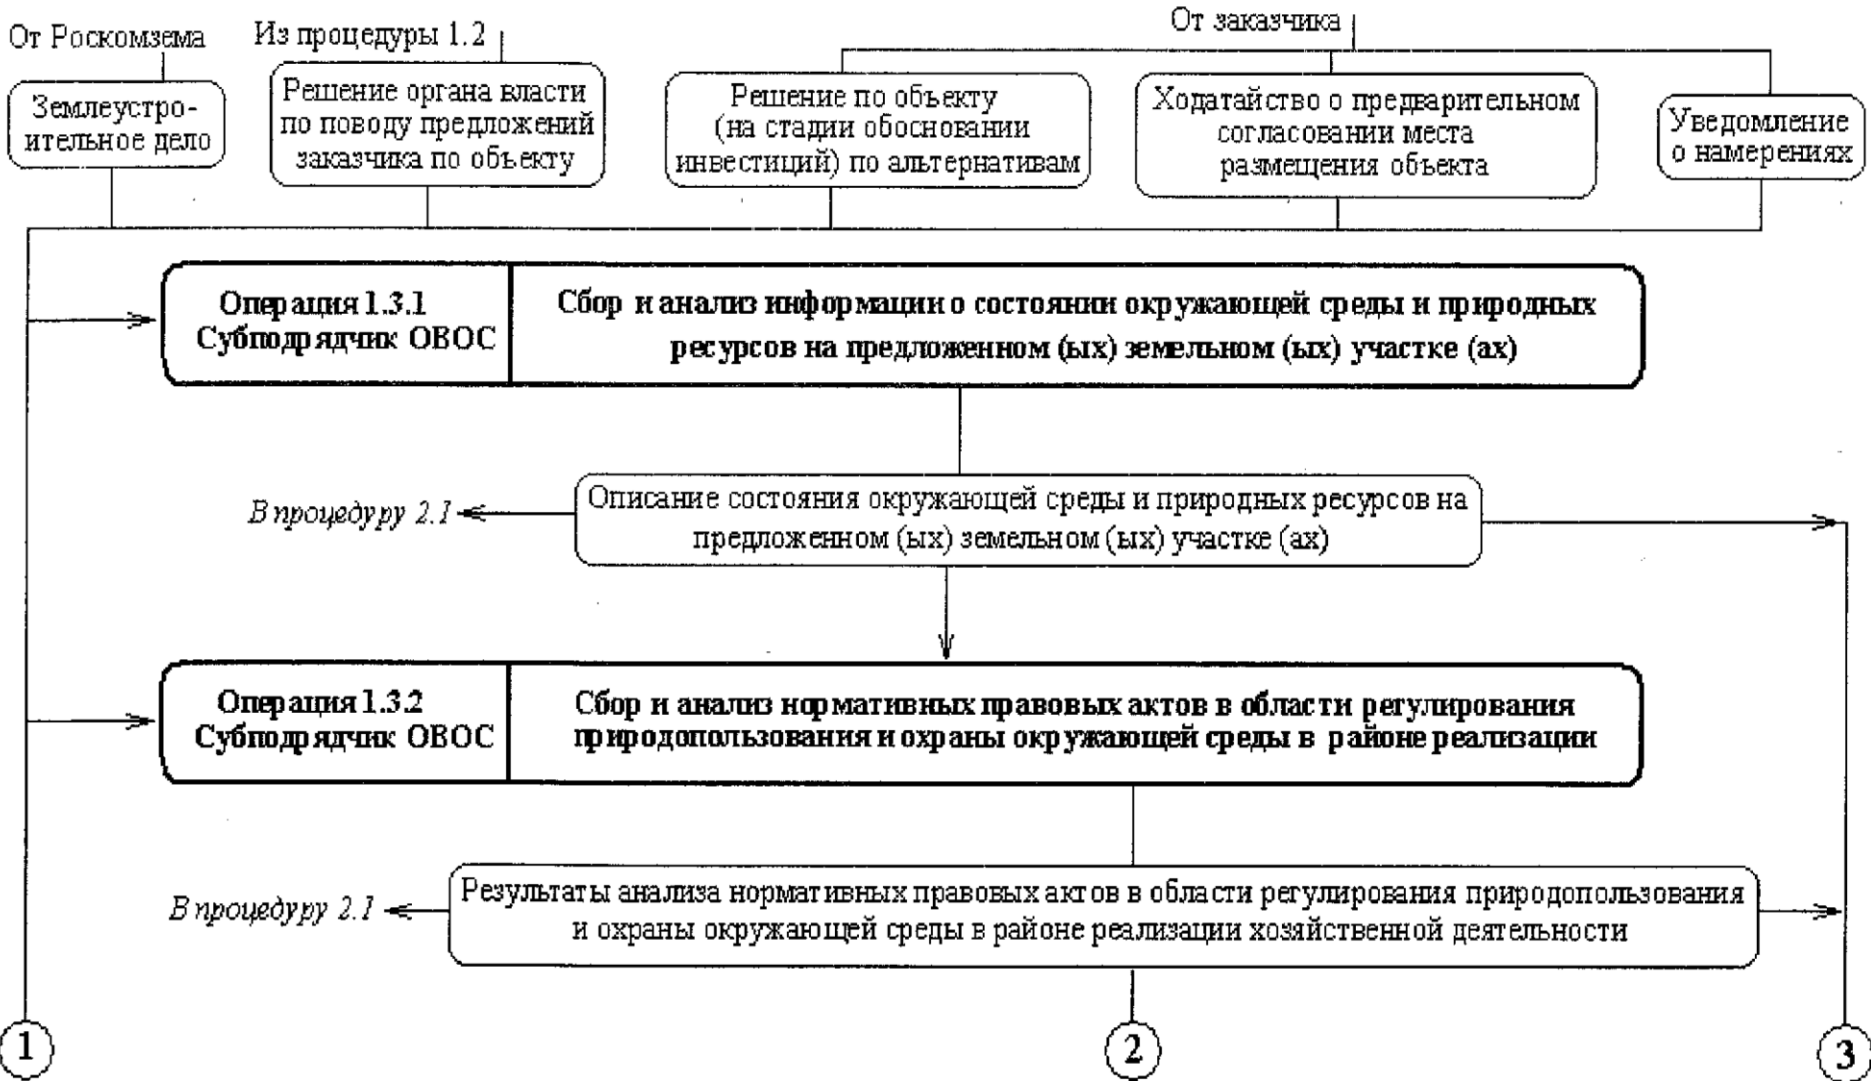 От Роскомзема
Из процедуры 1.2
От заказчика
Землеустро-
ительное дело
Решение органа власти
по поводу предложений
заказчика по объекту
Решение по объекту
(на стадии обосновании
инвестиций) по альтернативам
Ходатайство о предварительном
согласовании места
размещения объекта
Уведомление
о намерениях
Операция 1.3.1
Субподрядчик ОВОС
Сбор и анализ информации о состоянии окружающей среды и природных
ресурсов на предложенном (ых) земельном (ых) участке (ах)
В процедуру 2.1
Описание состояния окружающей среды и природных ресурсов на
предложенном (ых) земельном (ых) участке (ах)
Операция 1.3.2
Субподрядчик ОВОС
Сбор и анализ нормативных правовых актов в области регулирования
природопользования и охраны окружающей среды в районе реализации
В процедуру 2.1
Результаты анализа нормативных правовых актов в области регулирования природопользования
и охраны окружающей среды в районе реализации хозяйственной деятельности
1
2
3